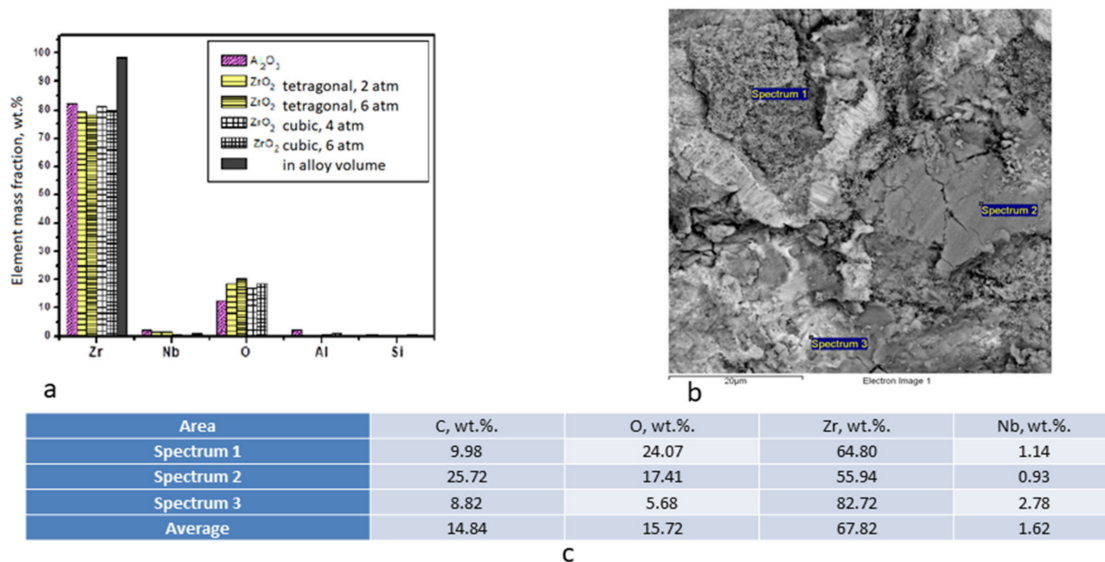 Element mass fraction, wt.%
100
90
80
70
60
50
40
30
20
10
0
Al2O3
ZrO2 tetragonal, 2 atm
ZrO2 tetragonal, 6 atm
ZrO2 cubic, 4 atm
ZrO2 cubic, 6 atm
in alloy volume
Zr Nb O Al Si
a
Spectrum 1
Spectrum 2
Spectrum 3
20µm Electron Image 1
b
Area C, wt.%. O, wt.%. Zr, wt.%. Nb, wt.%.
Spectrum 1 9.98 24.07 64.80 1.14
Spectrum 2 25.72 17.41 55.94 0.93
Spectrum 3 8.82 5.68 82.72 2.78
Average 14.84 15.72 67.82 1.62
c